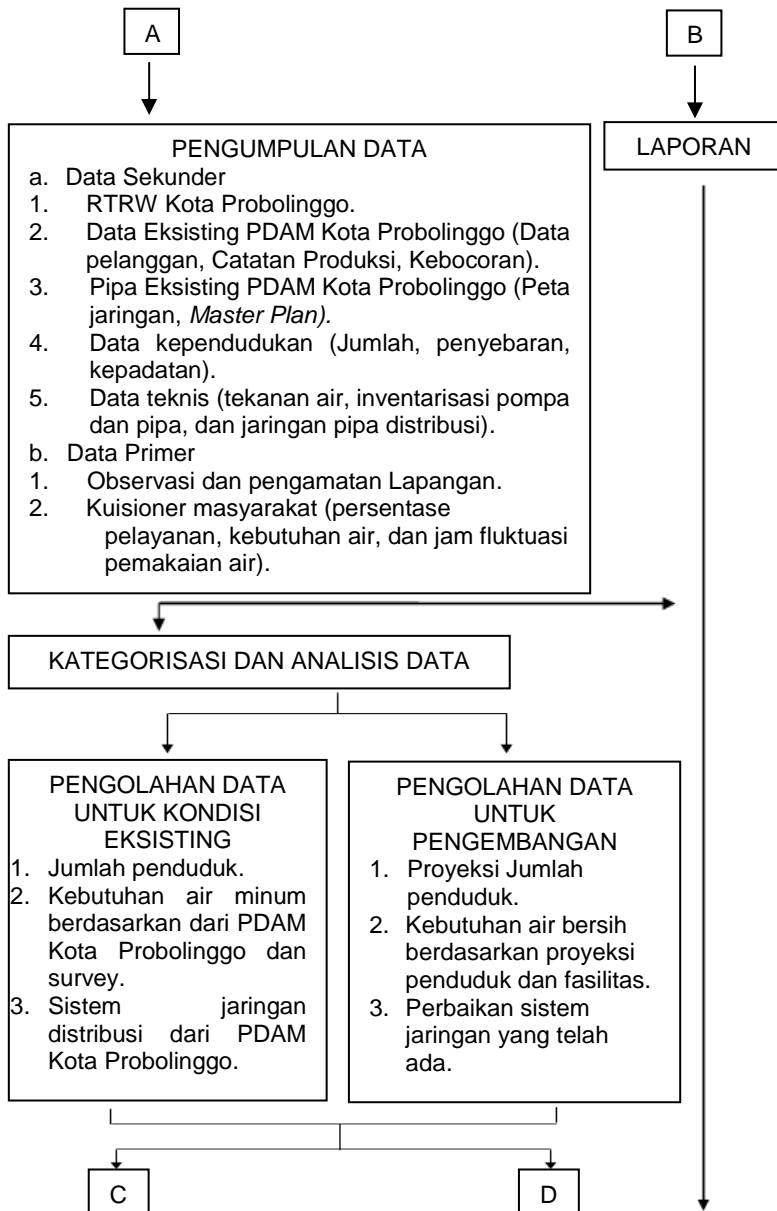 A
B
PENGUMPULAN DATA
a. Data Sekunder
1. RTRW Kota Probolinggo.
2. Data Eksisting PDAM Kota Probolinggo (Data
pelanggan, Catatan Produksi, Kebocoran).
3. Pipa Eksisting PDAM Kota Probolinggo (Peta
jaringan, Master Plan).
4. Data kependudukan (Jumlah, penyebaran,
kepadatan).
5. Data teknis (tekanan air, inventarisasi pompa
dan pipa, dan jaringan pipa distribusi).
b. Data Primer
1. Observasi dan pengamatan Lapangan.
2. Kuisioner masyarakat (persentase
pelayanan, kebutuhan air, dan jam fluktuasi
pemakaian air).
LAPORAN
KATEGORISASI DAN ANALISIS DATA
PENGOLAHAN DATA
UNTUK KONDISI
EKSISTING
1. Jumlah penduduk.
2. Kebutuhan air minum
berdasarkan dari PDAM
Kota Probolinggo dan
survey.
3. Sistem jaringan
distribusi dari PDAM
Kota Probolinggo.
PENGOLAHAN DATA
UNTUK
PENGEMBANGAN
1. Proyeksi Jumlah
penduduk.
2. Kebutuhan air bersih
berdasarkan proyeksi
penduduk dan fasilitas.
3. Perbaikan sistem
jaringan yang telah
ada.
C
D